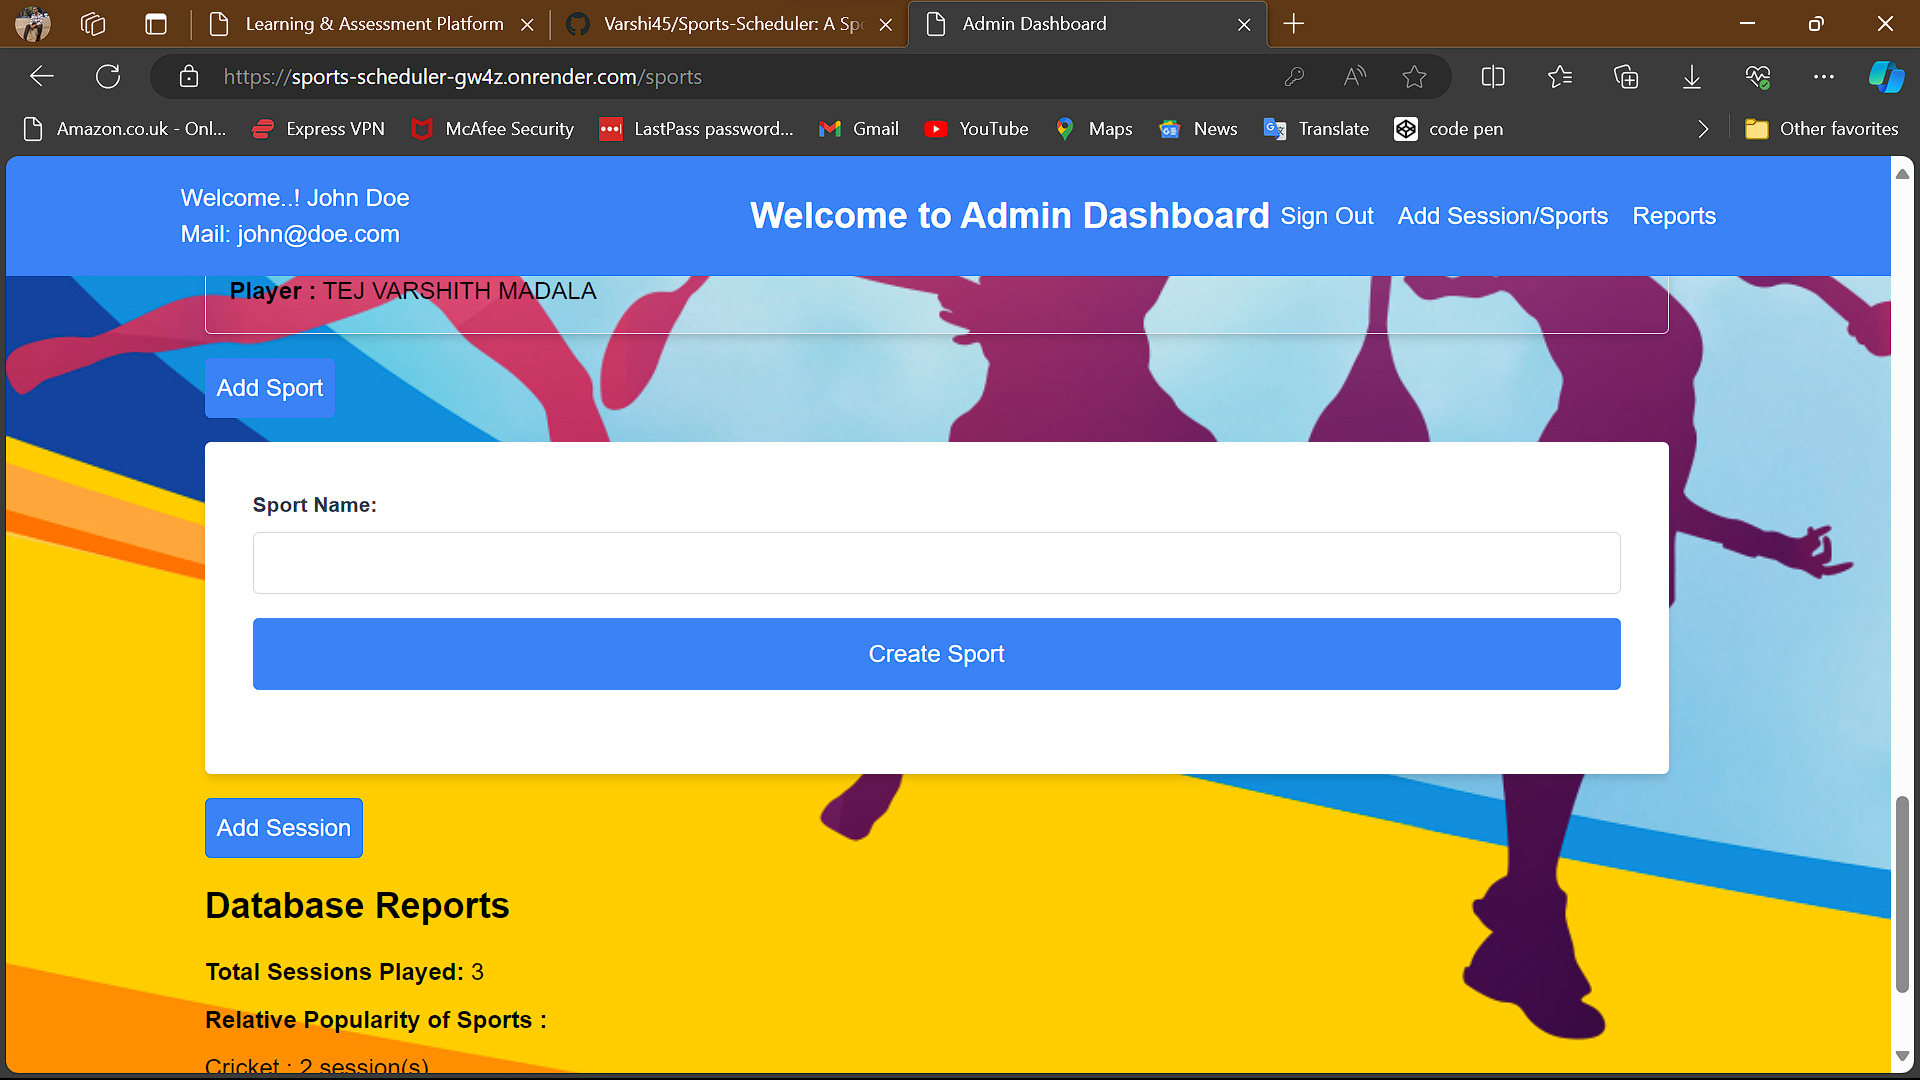 Learning & Assessment Platform
Varshi45/Sports-Scheduler: A Spo
Admin Dashboard
https://sports-scheduler-gw4z.onrender.com/sports
Amazon.co.uk - Onl...
Express VPN
McAfee Security
LastPass password...
Gmail
YouTube
Maps
News
Translate
code pen
Other favorites
Welcome..! John Doe
Mail: john@doe.com
Welcome to Admin Dashboard
Sign Out
Add Session/Sports
Reports
Player : TEJ VARSHITH MADALA
Add Sport
Sport Name:
Create Sport
Add Session
Database Reports
Total Sessions Played: 3
Relative Popularity of Sports :
Cricket : 2 session(s)